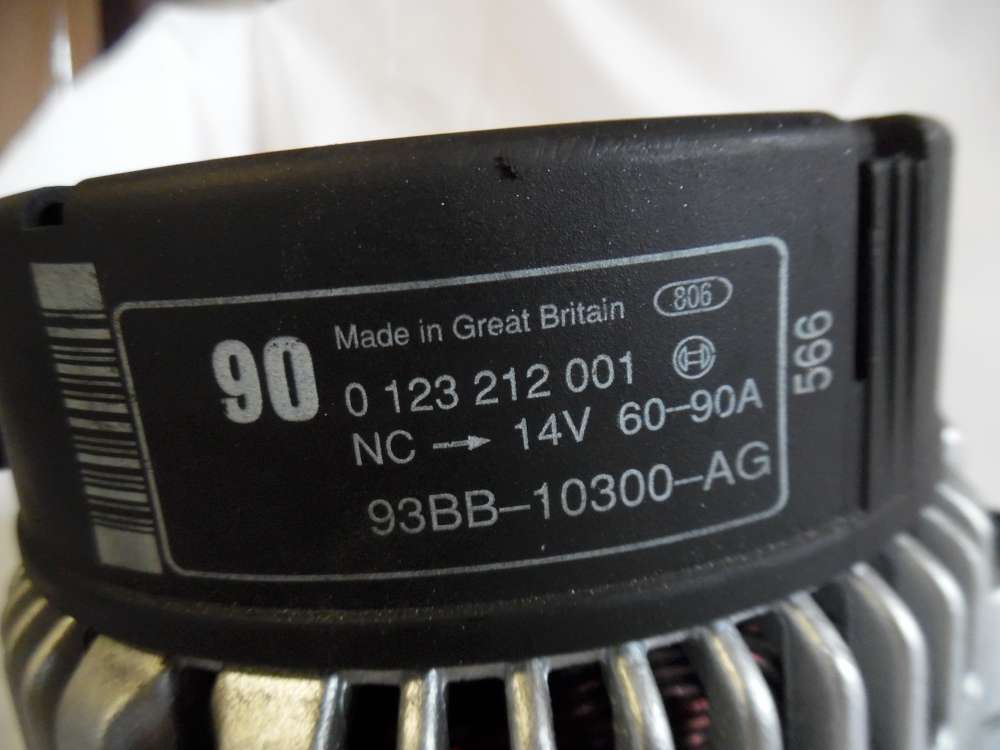 90
Made in Great Britain 806
0 123 212 001
NC → 14V 60–90A
93BB–10300–AG
566